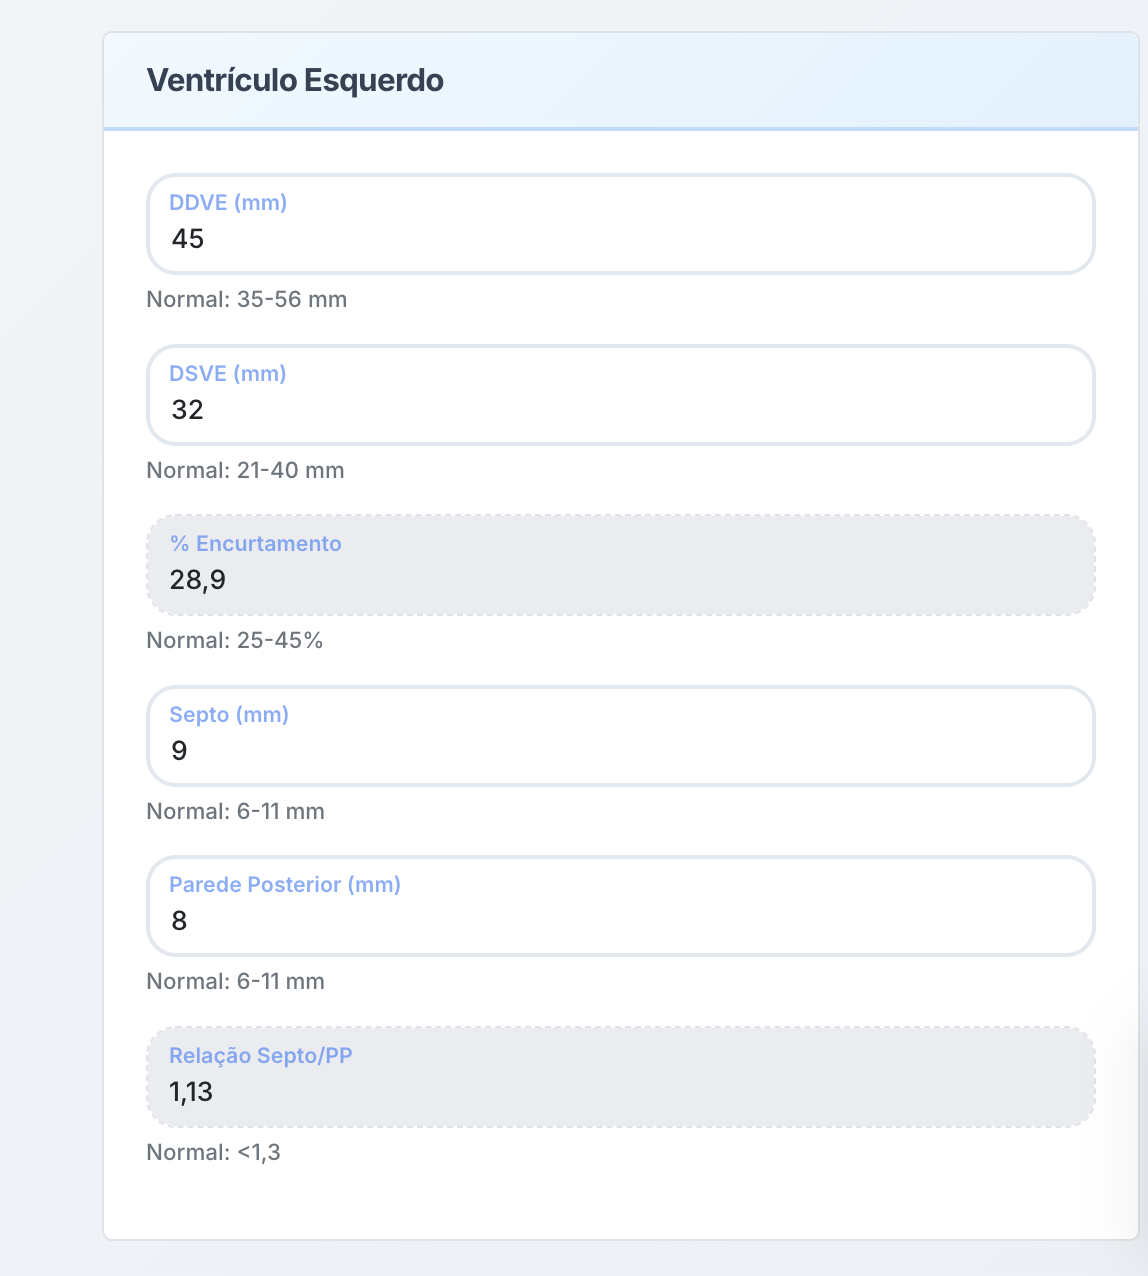 Ventrículo Esquerdo
DDVE (mm)
45
Normal: 35-56 mm
DSVE (mm)
32
Normal: 21-40 mm
% Encurtamento
28,9
Normal: 25-45%
Septo (mm)
9
Normal: 6-11 mm
Parede Posterior (mm)
8
Normal: 6-11 mm
Relação Septo/PP
1,13
Normal: <1,3